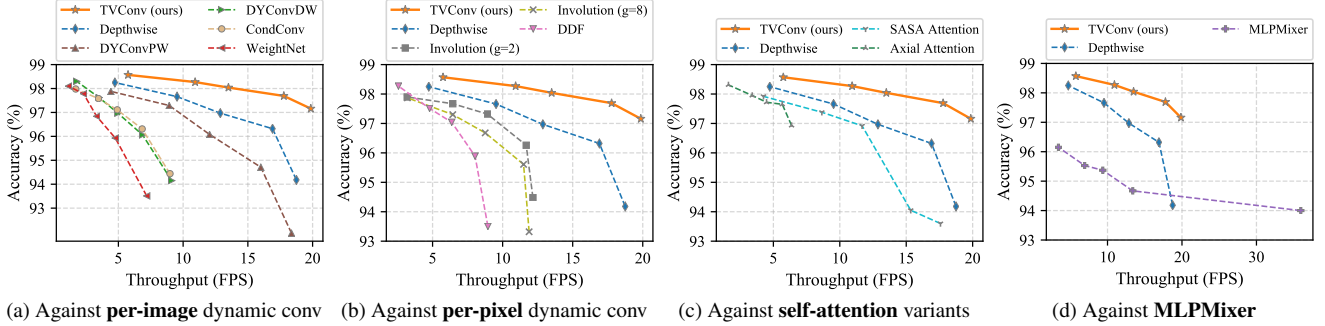 TVConv (ours)
Depthwise
DYConvPW
DYConvDW
CondConv
WeightNet
99
98
97
96
95
94
93
Accuracy (%)
5
10
15
20
Throughput (FPS)
(a) Against per-image dynamic conv
TVConv (ours)
Depthwise
Involution (g=2)
Involution (g=8)
DDF
99
98
97
96
95
94
93
Accuracy (%)
5
10
15
20
Throughput (FPS)
(b) Against per-pixel dynamic conv
TVConv (ours)
Depthwise
SASA Attention
Axial Attention
99
98
97
96
95
94
93
Accuracy (%)
5
10
15
20
Throughput (FPS)
(c) Against self-attention variants
TVConv (ours)
Depthwise
MLPMixer
99
98
97
96
95
94
93
Accuracy (%)
10
20
30
Throughput (FPS)
(d) Against MLPMixer